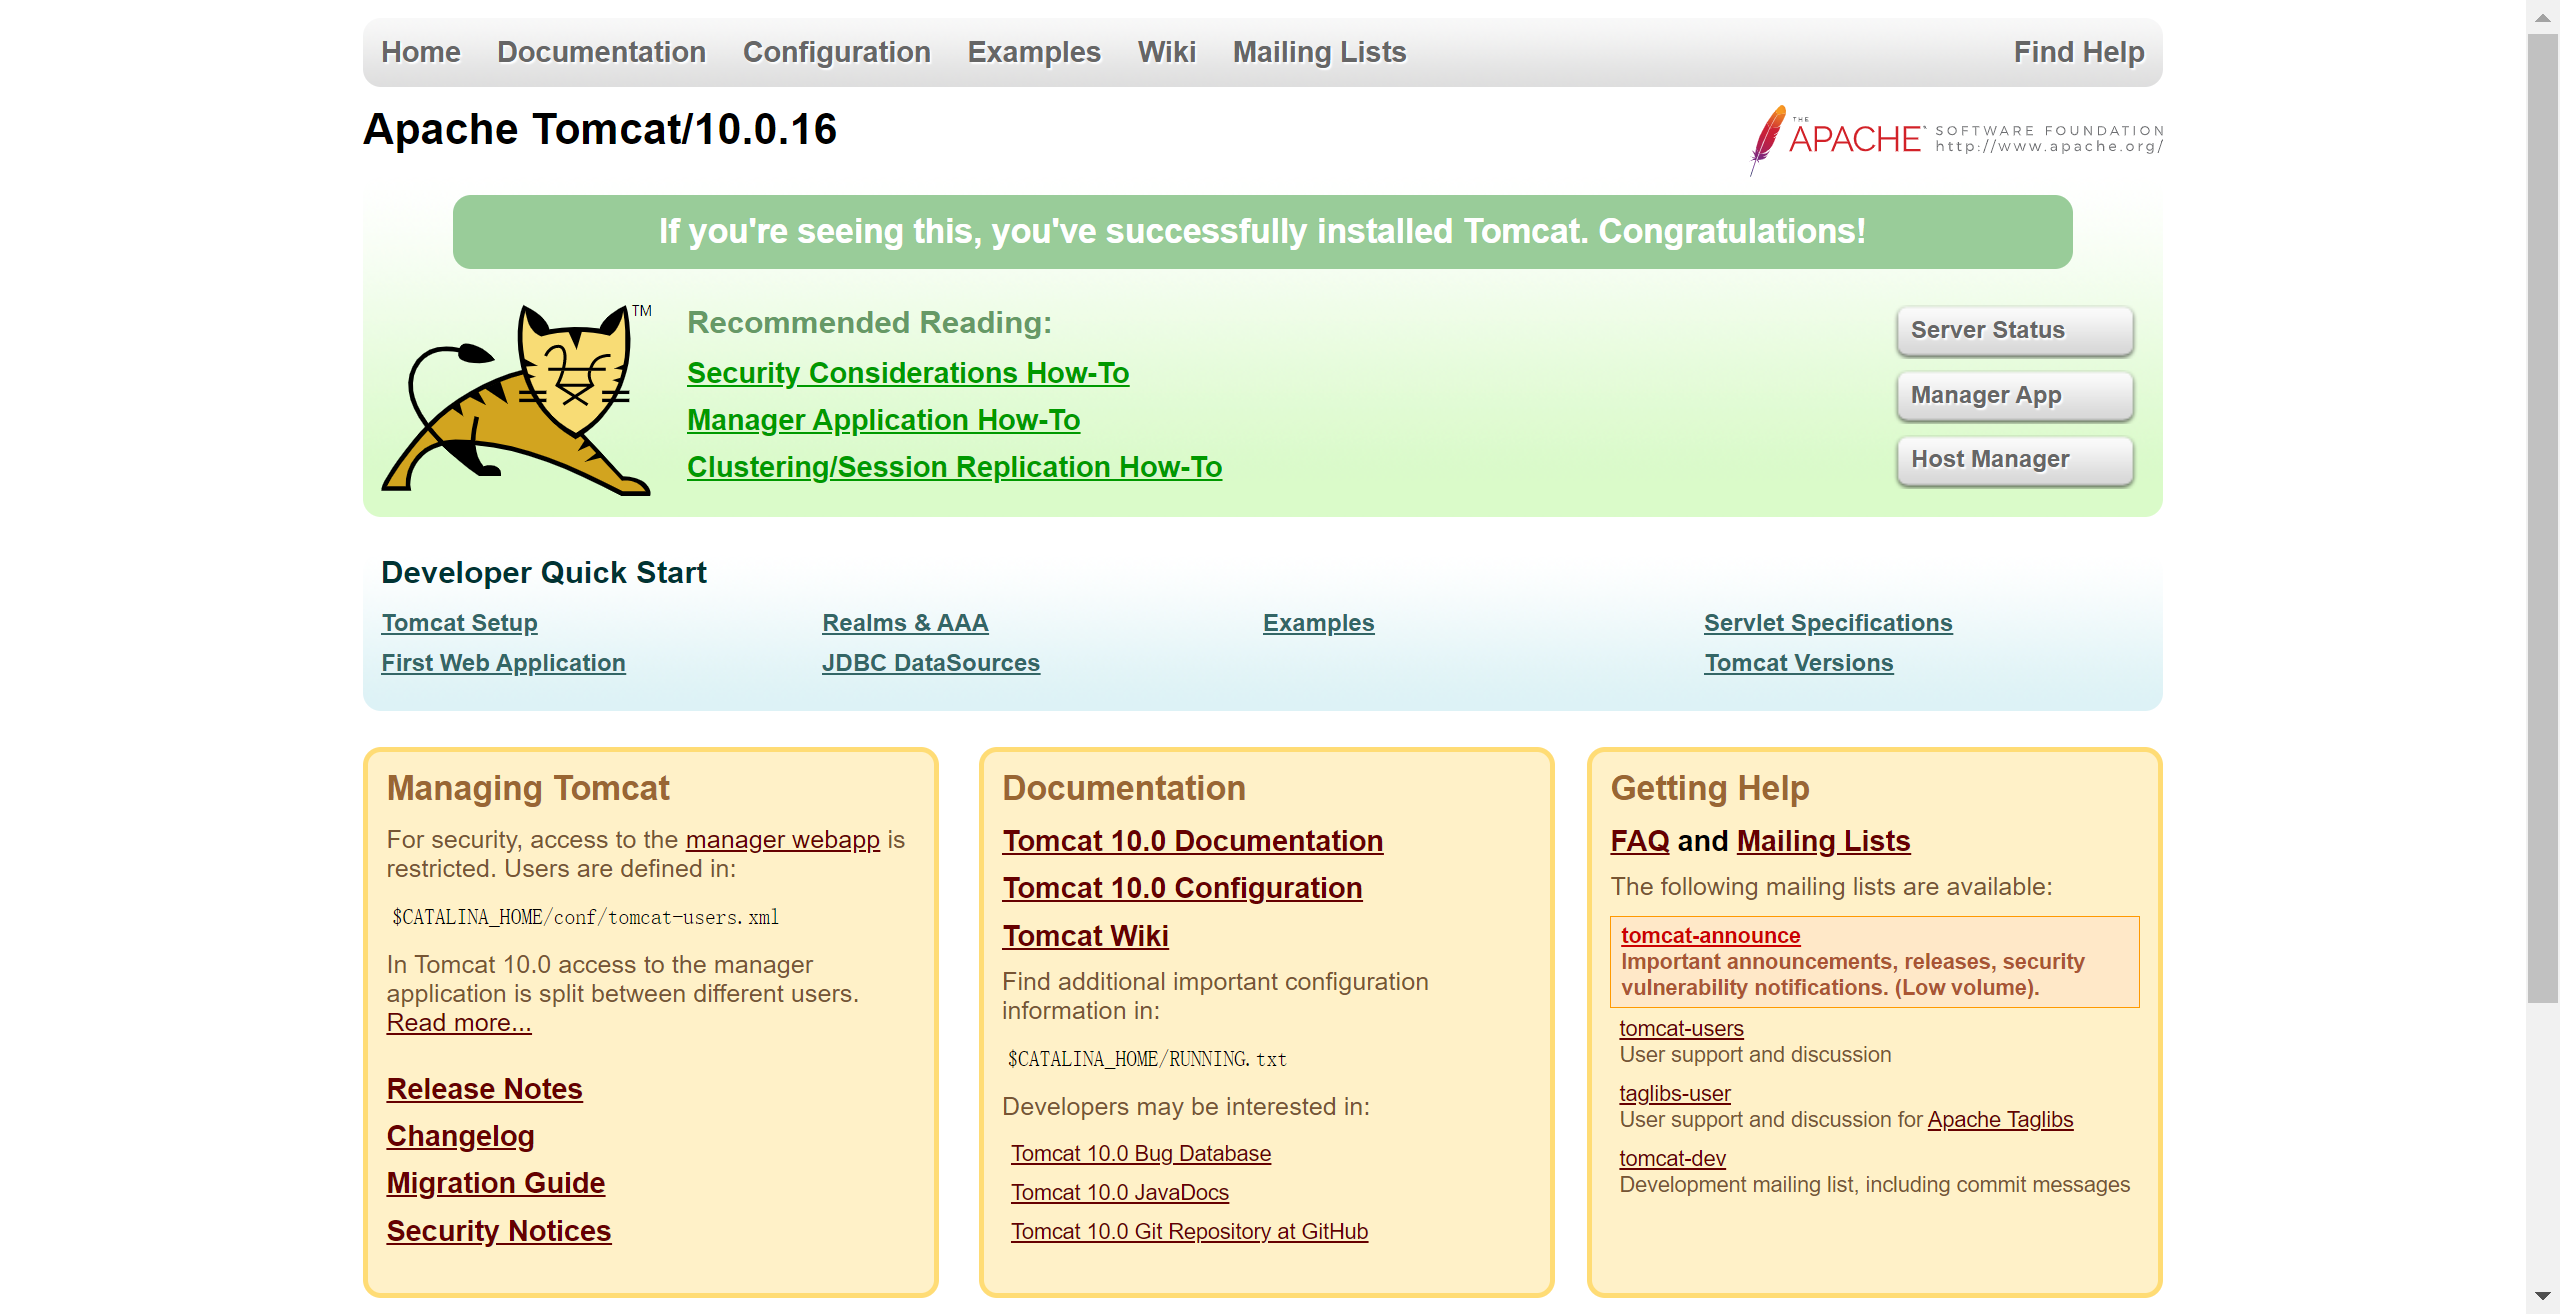 Home Documentation Configuration Examples Wiki Mailing Lists Find Help
Apache Tomcat/10.0.16
THE
APACHE
SOFTWARE FOUNDATION
http://www.apache.org/
If you're seeing this, you've successfully installed Tomcat. Congratulations!
TM
Recommended Reading:
Security Considerations How-To
Manager Application How-To
Clustering/Session Replication How-To
Server Status
Manager App
Host Manager
Developer Quick Start
Tomcat Setup
First Web Application
Realms & AAA
JDBC DataSources
Examples
Servlet Specifications
Tomcat Versions
Managing Tomcat
For security, access to the manager webapp is
restricted. Users are defined in:
$CATALINA_HOME/conf/tomcat-users.xml
In Tomcat 10.0 access to the manager
application is split between different users.
Read more...
Release Notes
Changelog
Migration Guide
Security Notices
Documentation
Tomcat 10.0 Documentation
Tomcat 10.0 Configuration
Tomcat Wiki
Find additional important configuration
information in:
$CATALINA_HOME/RUNNING.txt
Developers may be interested in:
Tomcat 10.0 Bug Database
Tomcat 10.0 JavaDocs
Tomcat 10.0 Git Repository at GitHub
Getting Help
FAQ and Mailing Lists
The following mailing lists are available:
tomcat-announce
Important announcements, releases, security
vulnerability notifications. (Low volume).
tomcat-users
User support and discussion
taglibs-user
User support and discussion for Apache Taglibs
tomcat-dev
Development mailing list, including commit messages